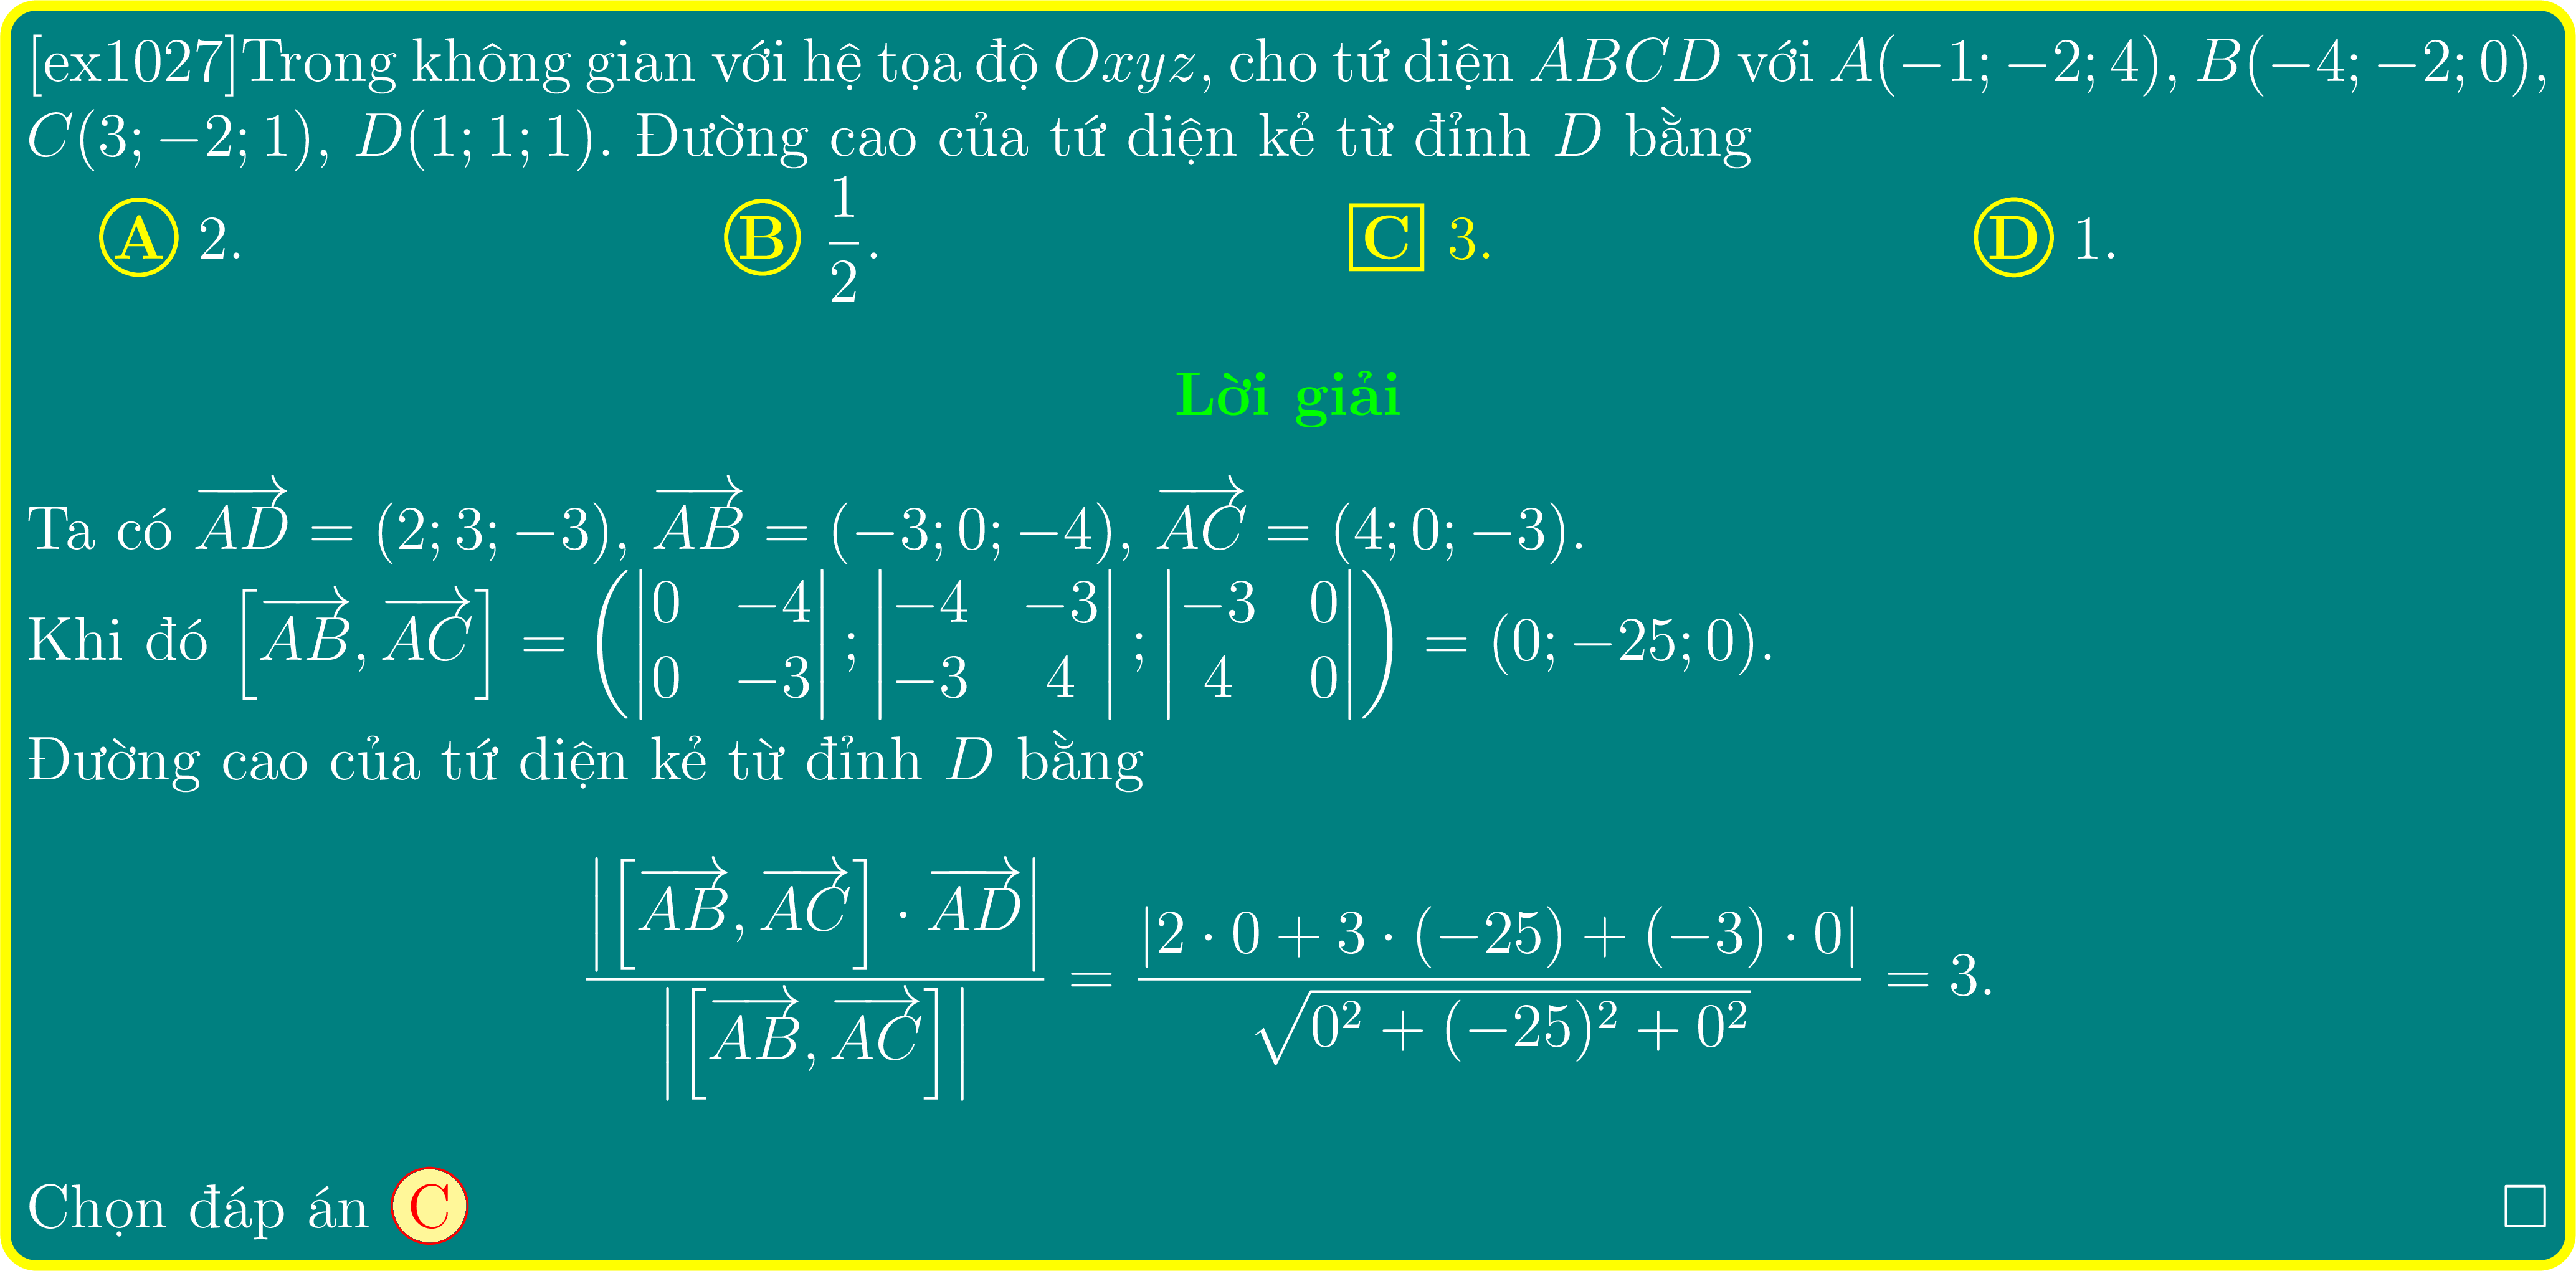 [ex1027]Trong không gian với hệ tọa độ Oxyz, cho tứ diện ABCD với A(−1; −2; 4), B(−4; −2; 0),
C(3; −2; 1), D(1; 1; 1). Đường cao của tứ diện kẻ từ đỉnh D bằng
A 2. B $\dfrac{1}{2}$. C 3. D 1.
Lời giải
Ta có $\overrightarrow{AD} = (2; 3; -3)$, $\overrightarrow{AB} = (-3; 0; -4)$, $\overrightarrow{AC} = (4; 0; -3)$.
Khi đó $\left[\overrightarrow{AB}, \overrightarrow{AC}\right] = \left(\begin{vmatrix} 0 & -4 \\ 0 & -3 \end{vmatrix}; \begin{vmatrix} -4 & -3 \\ -3 & 4 \end{vmatrix}; \begin{vmatrix} -3 & 0 \\ 4 & 0 \end{vmatrix}\right) = (0; -25; 0)$.
Đường cao của tứ diện kẻ từ đỉnh D bằng
$\dfrac{\left|\left[\overrightarrow{AB}, \overrightarrow{AC}\right] \cdot \overrightarrow{AD}\right|}{\left|\left[\overrightarrow{AB}, \overrightarrow{AC}\right]\right|} = \dfrac{|2 \cdot 0 + 3 \cdot (-25) + (-3) \cdot 0|}{\sqrt{0^2 + (-25)^2 + 0^2}} = 3.$
Chọn đáp án C □